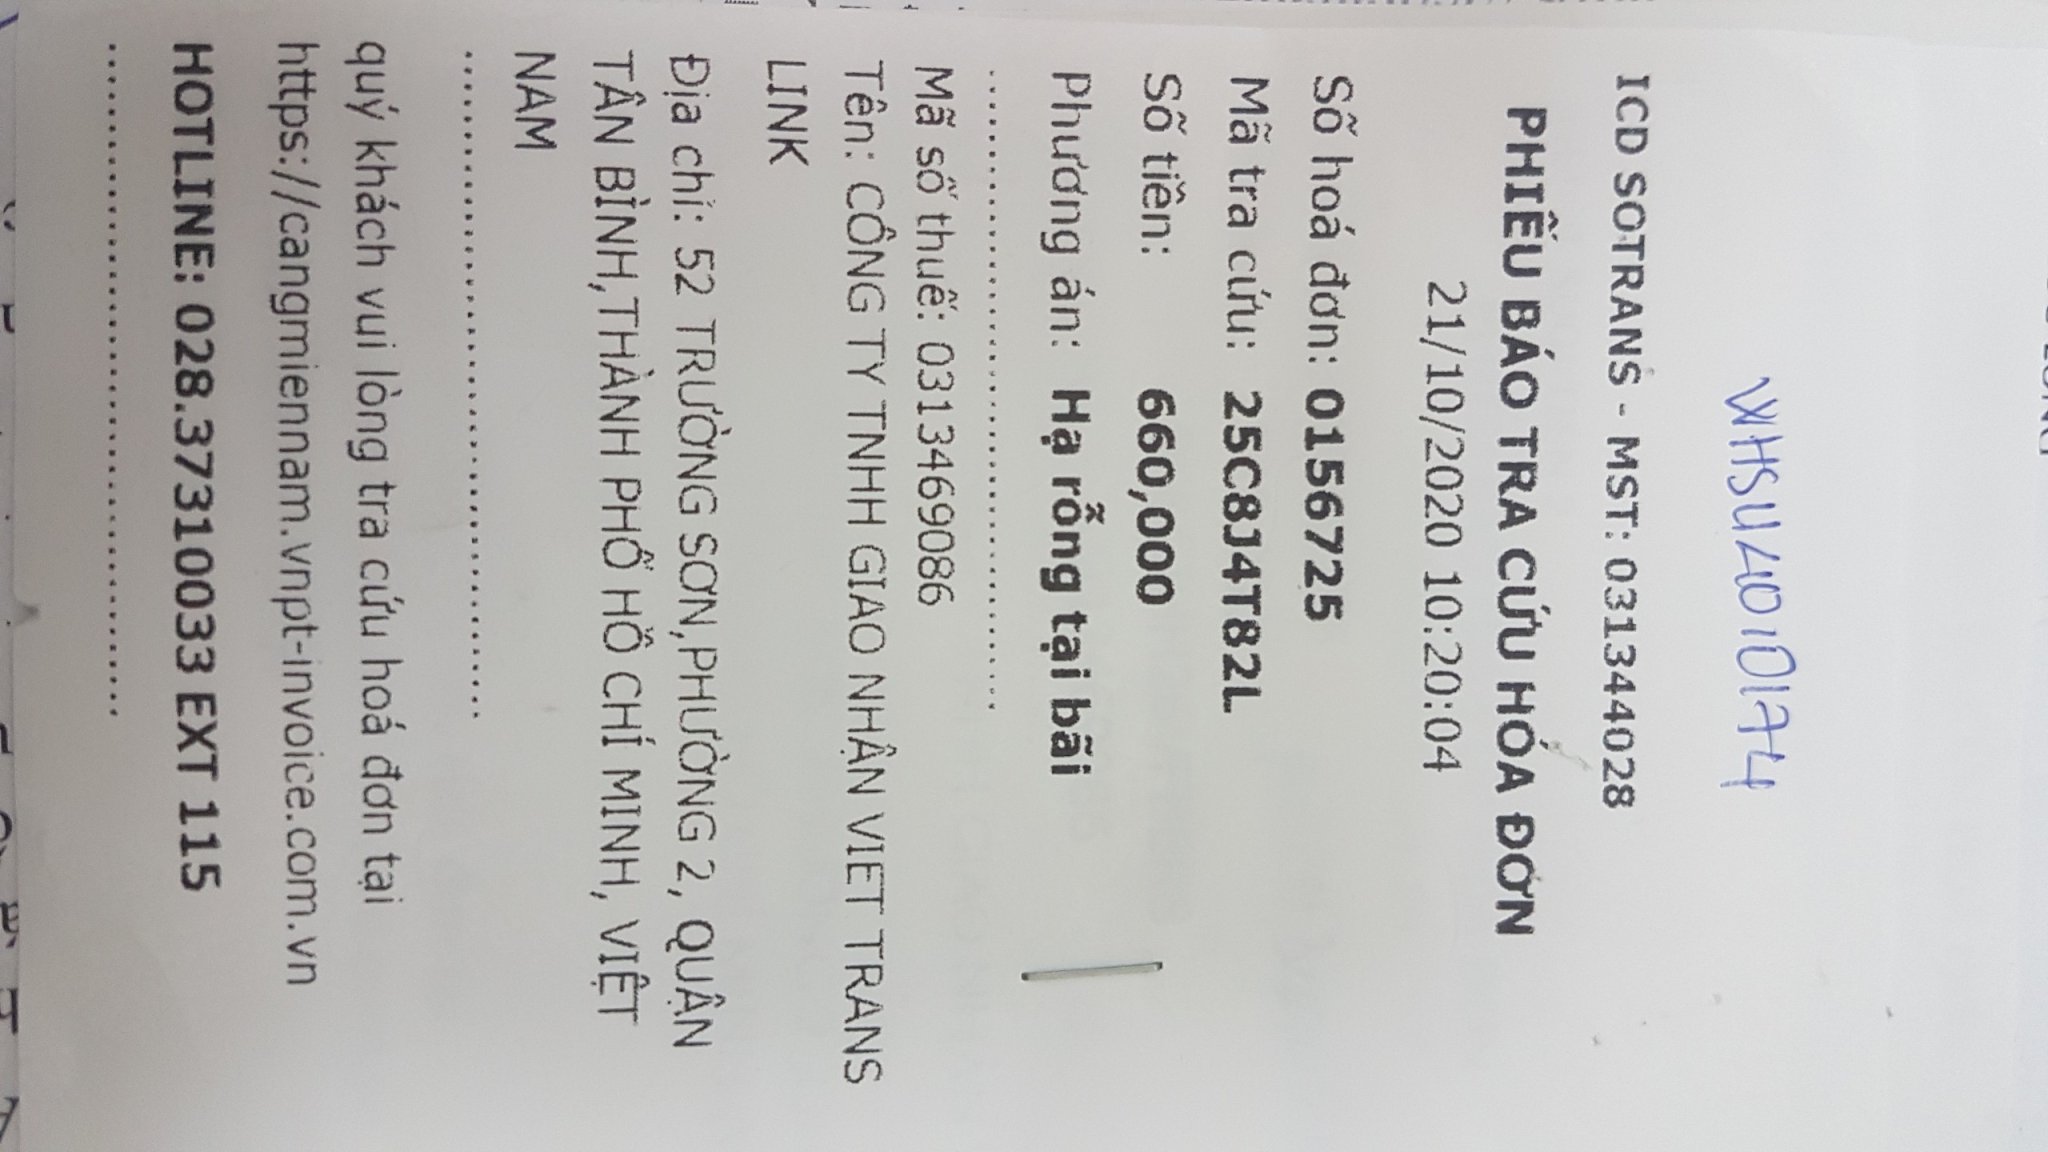 WHSU4010174
ICD SOTRANS - MST: 031344028
PHIẾU BÁO TRA CỨU HÓA ĐƠN
21/10/2020 10:20:04
Số hoá đơn: 0156725
Mã tra cứu: 25C8J4T82L
Số tiền: 660,000
Phương án: Hạ rỗng tại bãi
Mã số thuế: 0313469086
Tên: CÔNG TY TNHH GIAO NHẬN VIET TRANS
LINK
Địa chỉ: 52 TRƯỜNG SƠN,PHƯỜNG 2, QUẬN
TÂN BÌNH,THÀNH PHỐ HỒ CHÍ MINH, VIỆT
NAM
quý khách vui lòng tra cứu hoá đơn tại
https://cangmiennam.vnpt-invoice.com.vn
HOTLINE: 028.37310033 EXT 115